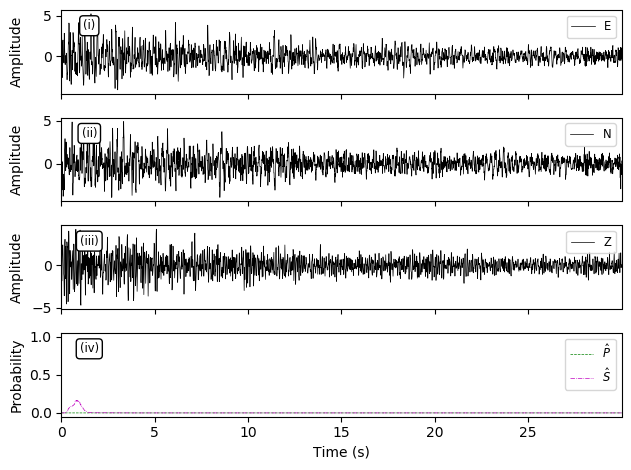 Amplitude
5
0
(i)
E
Amplitude
5
0
(ii)
N
Amplitude
0
−5
(iii)
Z
Probability
1.0
0.5
0.0
(iv)
P̂
Ŝ
0 5 10 15 20 25
Time (s)